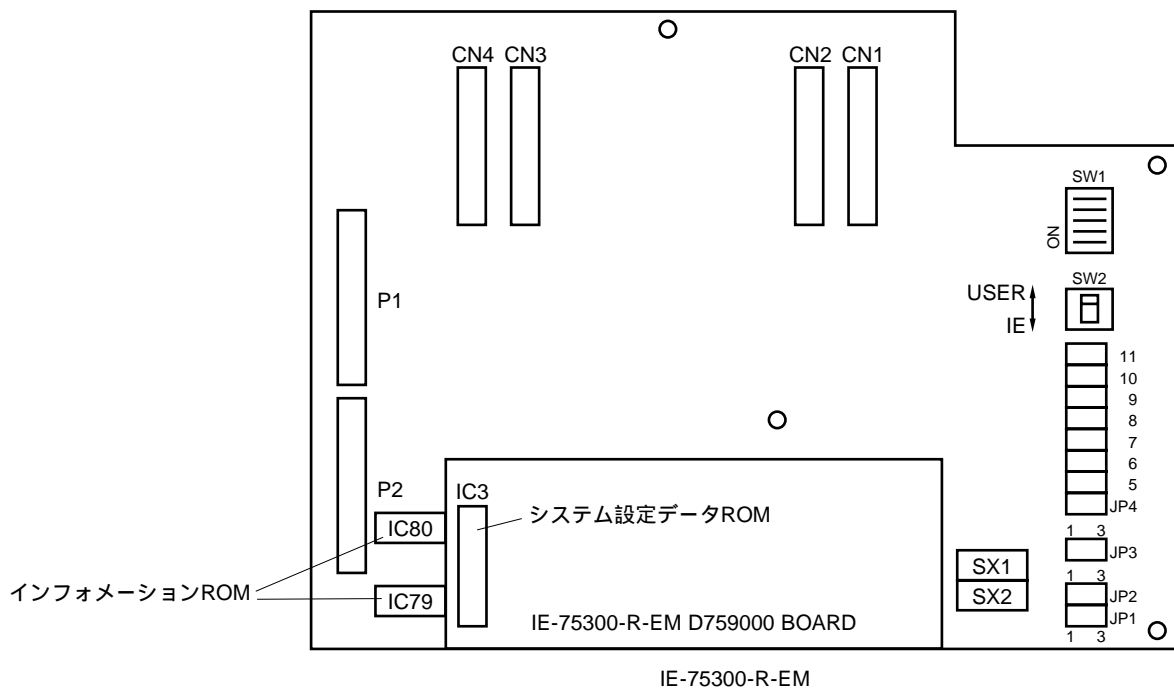 CN4 CN3 CN2 CN1
SW1
ON
SW2
USER
IE
P1
11
10
9
8
7
6
5
JP4
P2
IC3
システム設定データROM
IC80
1 3
JP3
SX1
1 3
インフォメーションROM
IC79
SX2
JP2
IE-75300-R-EM D759000 BOARD
JP1
1 3
IE-75300-R-EM